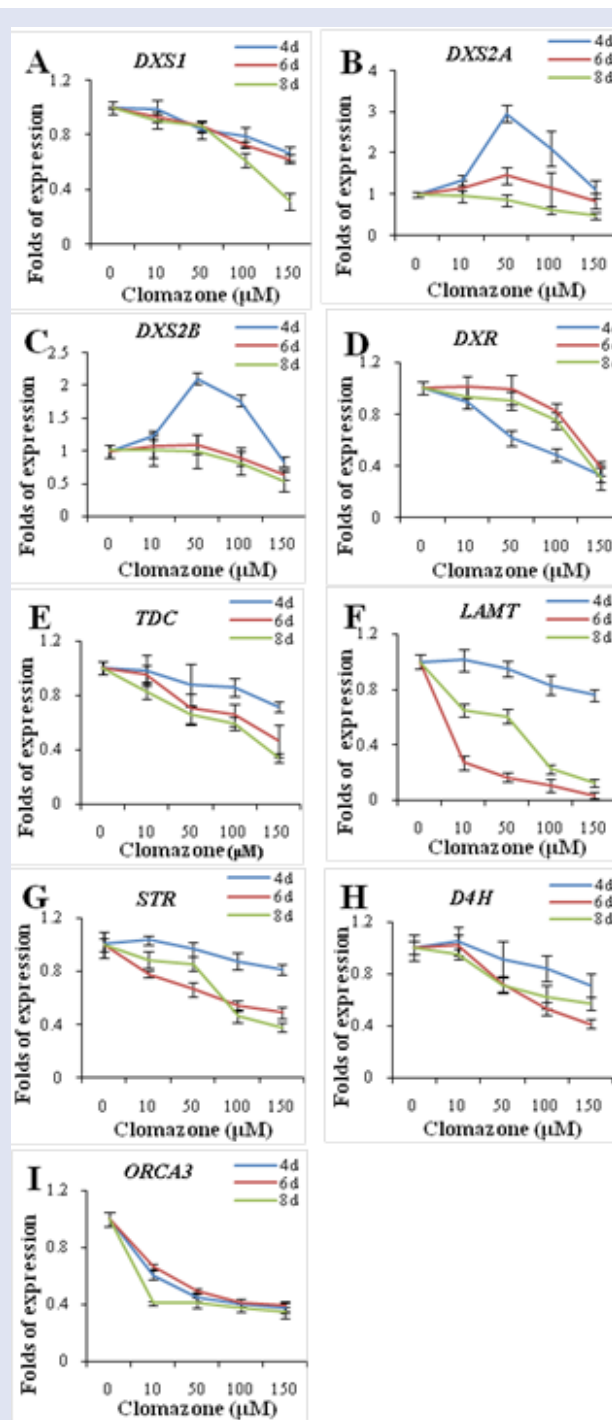 A
DXS1
4d
6d
8d
Folds of expression
1.2
0.8
0.4
0
0 10 50 100 150
Clomazone (μM)
B
DXS2A
4d
6d
8d
Folds of expression
4
3
2
1
0
0 10 50 100 150
Clomazone (μM)
C
DXS2B
4d
6d
8d
Folds of expression
2.5
2
1.5
1
0.5
0
0 10 50 100 150
Clomazone (μM)
D
DXR
4d
6d
8d
Folds of expression
1.2
0.8
0.4
0
0 10 50 100 150
Clomazone (μM)
E
TDC
4d
6d
8d
Folds of expression
1.2
0.8
0.4
0
0 10 50 100 150
Clomazone (μM)
F
LAMT
4d
6d
8d
Folds of expression
1.2
0.8
0.4
0
0 10 50 100 150
Clomazone (μM)
G
STR
4d
6d
8d
Folds of expression
1.2
0.8
0.4
0
0 10 50 100 150
Clomazone (μM)
H
D4H
4d
6d
8d
Folds of expression
1.2
0.8
0.4
0
0 10 50 100 150
Clomazone (μM)
I
ORCA3
4d
6d
8d
Folds of expression
1.2
0.8
0.4
0
0 10 50 100 150
Clomazone (μM)